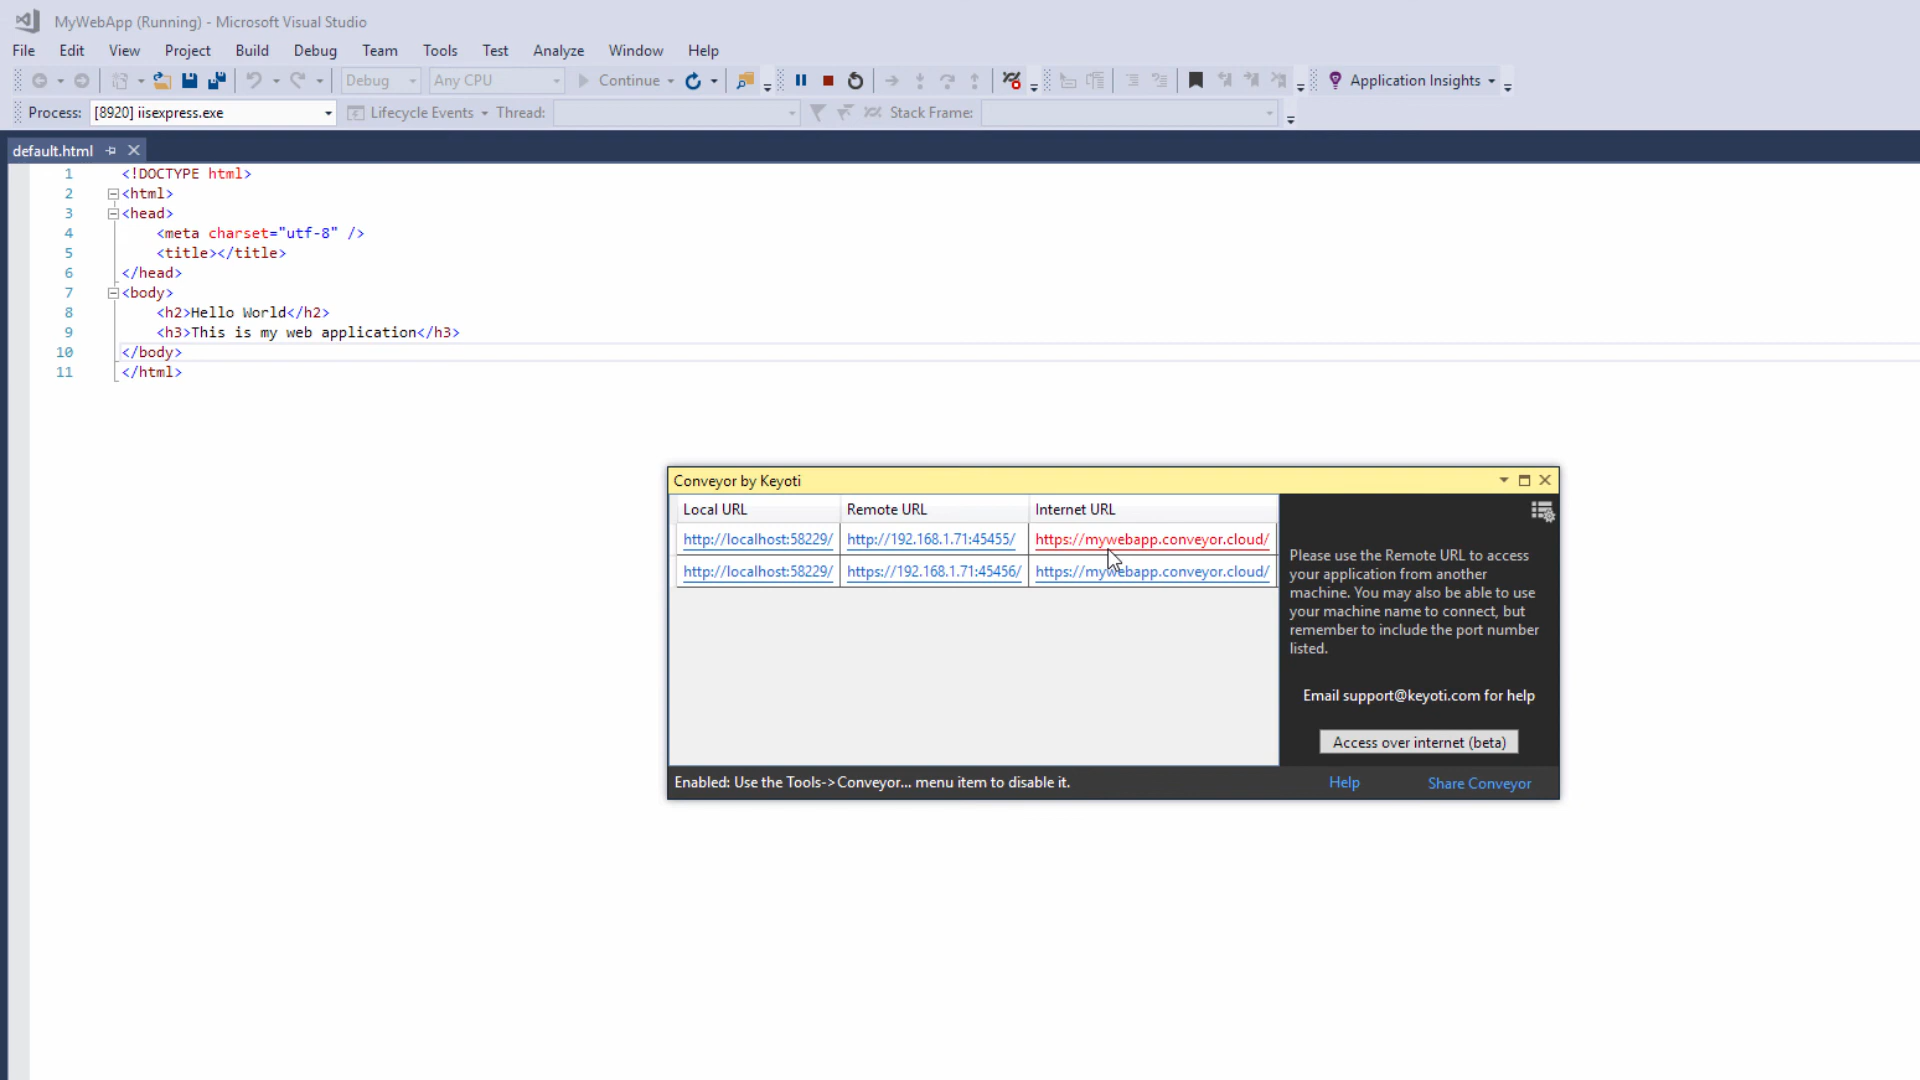 MyWebApp (Running) - Microsoft Visual Studio
File Edit View Project Build Debug Team Tools Test Analyze Window Help
Debug Any CPU Continue Application Insights
Process: [8920] iisexpress.exe Lifecycle Events Thread: Stack Frame:
default.html
1 <!DOCTYPE html>
2 <html>
3 <head>
4 <meta charset="utf-8" />
5 <title></title>
6 </head>
7 <body>
8 <h2>Hello World</h2>
9 <h3>This is my web application</h3>
10 </body>
11 </html>
Conveyor by Keyoti
Local URL Remote URL Internet URL
http://localhost:58229/ http://192.168.1.71:45455/ https://mywebapp.conveyor.cloud/
http://localhost:58229/ https://192.168.1.71:45456/ https://mywebapp.conveyor.cloud/
Please use the Remote URL to access
your application from another
machine. You may also be able to use
your machine name to connect, but
remember to include the port number
listed.
Email support@keyoti.com for help
Access over internet (beta)
Enabled: Use the Tools->Conveyor... menu item to disable it.
Help Share Conveyor